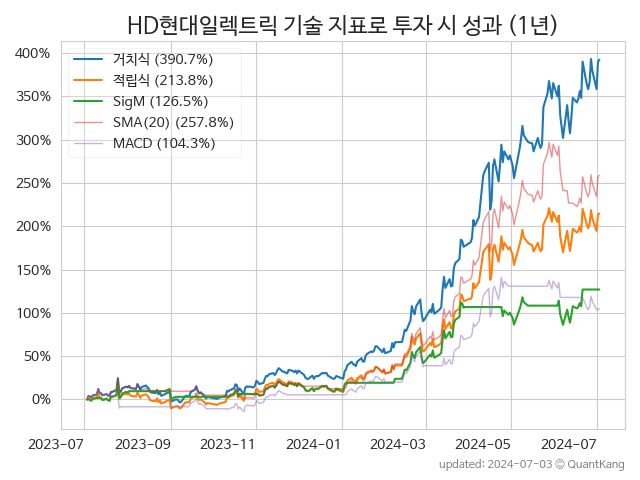 HD현대일렉트릭 기술 지표로 투자 시 성과 (1년)
400%
350%
300%
250%
200%
150%
100%
50%
0%
거치식 (390.7%)
적립식 (213.8%)
SigM (126.5%)
SMA(20) (257.8%)
MACD (104.3%)
2023-07 2023-09 2023-11 2024-01 2024-03 2024-05 2024-07
updated: 2024-07-03 © QuantKang